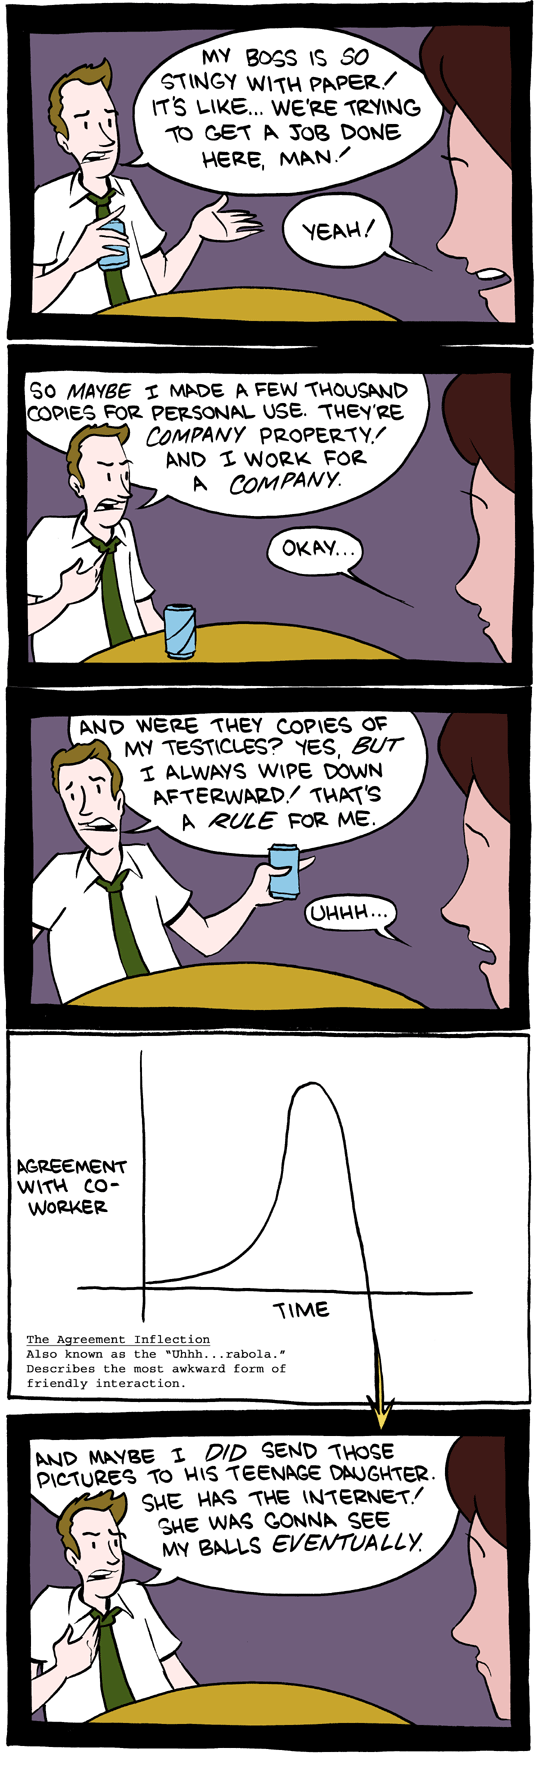 MY BOSS IS SO
STINGY WITH PAPER!
IT'S LIKE... WE'RE TRYING
TO GET A JOB DONE
HERE, MAN!
YEAH!
SO MAYBE I MADE A FEW THOUSAND
COPIES FOR PERSONAL USE. THEY'RE
COMPANY PROPERTY!
AND I WORK FOR
A COMPANY.
OKAY...
AND WERE THEY COPIES OF
MY TESTICLES? YES, BUT
I ALWAYS WIPE DOWN
AFTERWARD! THAT'S
A RULE FOR ME.
UHHH...
AGREEMENT
WITH CO-
WORKER
TIME
The Agreement Inflection
Also known as the "Uhhh...rabola."
Describes the most awkward form of
friendly interaction.
AND MAYBE I DID SEND THOSE
PICTURES TO HIS TEENAGE DAUGHTER.
SHE HAS THE INTERNET!
SHE WAS GONNA SEE
MY BALLS EVENTUALLY.